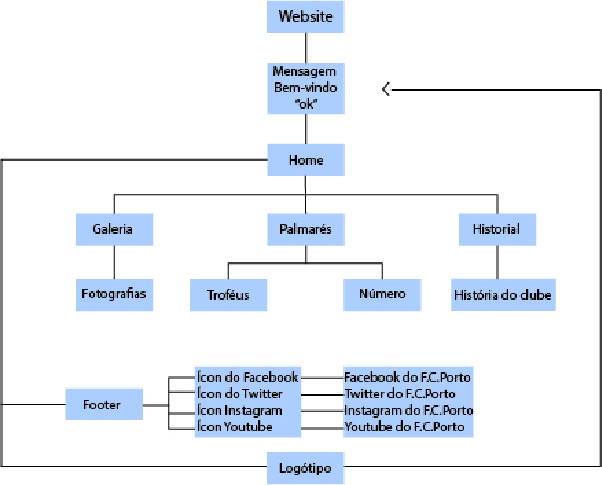 Website
Mensagem
Bem-vindo
"ok"
Home
Galeria
Palmarés
Historial
Fotografias
Troféus
Número
História do clube
Footer
Ícon do Facebook
Facebook do F.C.Porto
Ícon do Twitter
Twitter do F.C.Porto
Ícon Instagram
Instagram do F.C.Porto
Ícon Youtube
Youtube do F.C.Porto
Logótipo